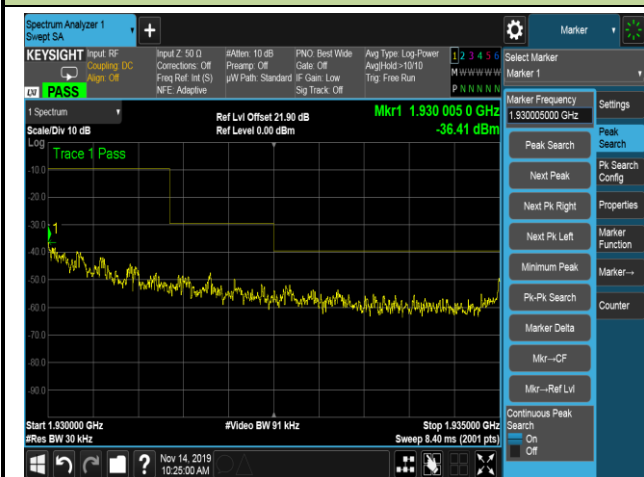 Spectrum Analyzer 1
Swept SA
+
Marker
KEYSIGHT
Input: RF
Coupling: DC
Align: Off
Input Z: 50 Ω
Corrections: Off
Freq Ref: Int (S)
NFE: Adaptive
#Atten: 10 dB
Preamp: Off
µW Path: Standard
PNO: Best Wide
Gate: Off
IF Gain: Low
Sig Track: Off
Avg Type: Log-Power
Avg|Hold:>10/10
Trig: Free Run
1 2 3 4 5 6
M W W W W W
P N N N N N
LXI
PASS
Select Marker
Marker 1
1 Spectrum
Scale/Div 10 dB
Ref Lvl Offset 21.90 dB
Ref Level 0.00 dBm
Mkr1 1.930 005 0 GHz
-36.41 dBm
Log
Trace 1 Pass
1
-10.0
-20.0
-30.0
-40.0
-50.0
-60.0
-70.0
-80.0
-90.0
Start 1.930000 GHz
#Res BW 30 kHz
#Video BW 91 kHz
Stop 1.935000 GHz
Sweep 8.40 ms (2001 pts)
Marker Frequency
1.930005000 GHz
Peak Search
Next Peak
Next Pk Right
Next Pk Left
Minimum Peak
Pk-Pk Search
Marker Delta
Mkr→CF
Mkr→Ref Lvl
Continuous Peak
Search
On
Off
Settings
Peak
Search
Pk Search
Config
Properties
Marker
Function
Marker→
Counter
?
Nov 14, 2019
10:25:00 AM